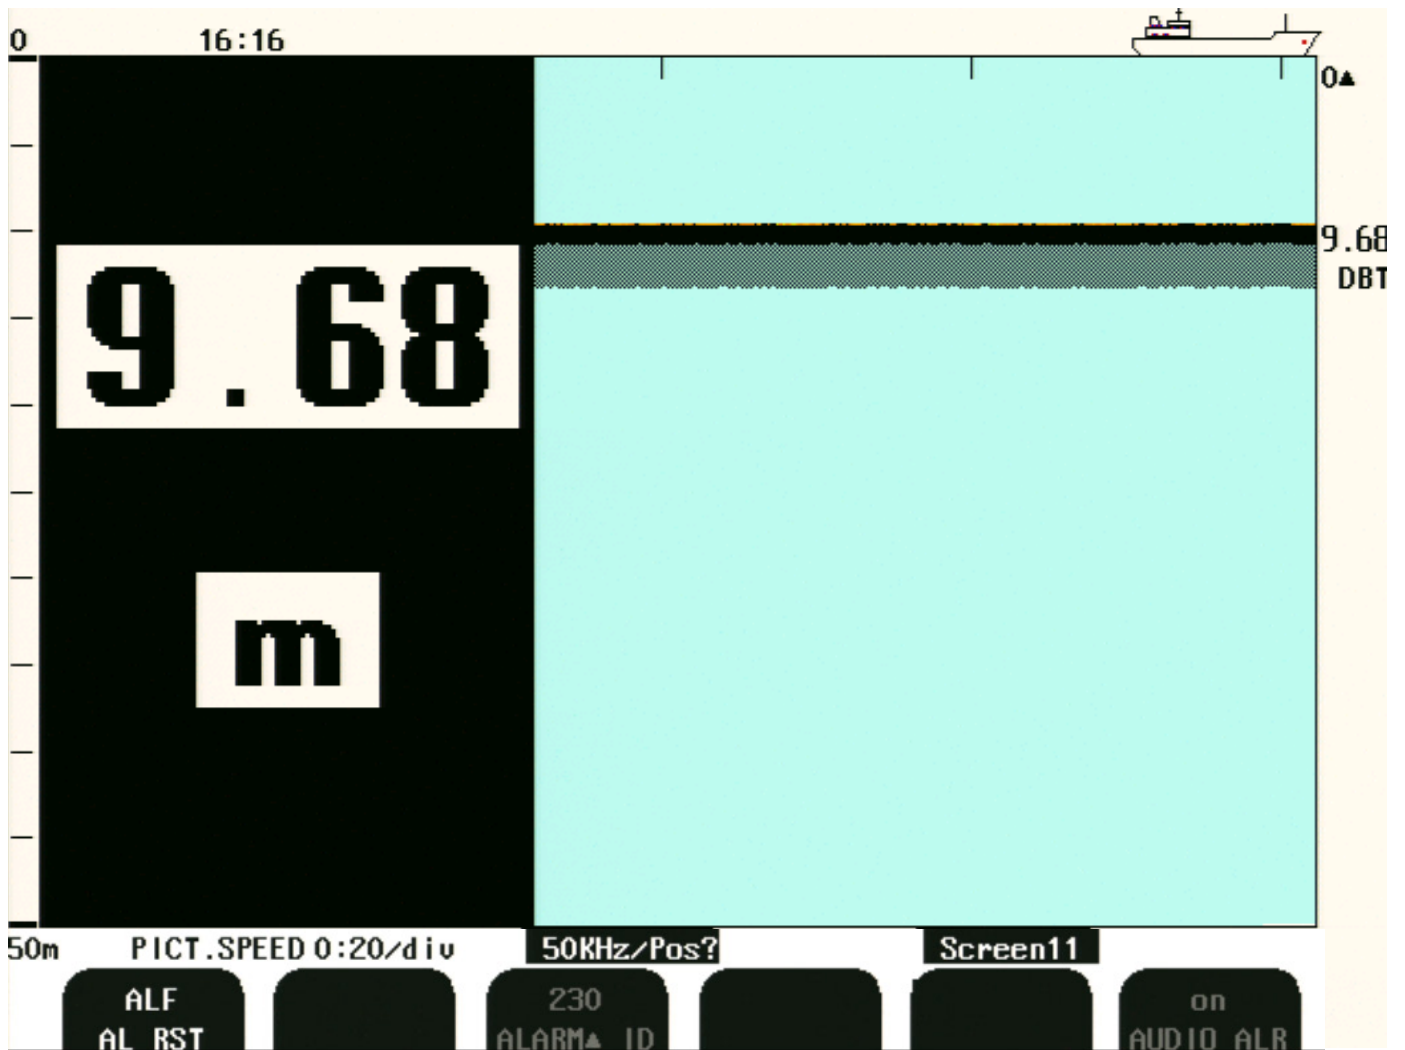 0 16:16
0▲
9.68
DBT
9.68
m
50m PICT.SPEED 0:20/div 50KHz/Pos? Screen11
ALF 230 on
AL RST ALARM▲ ID AUDIO ALR